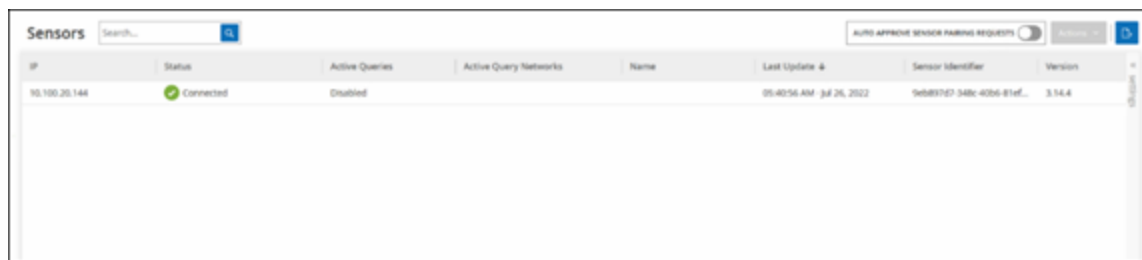 Sensors Search... AUTO APPROVE SENSOR PAIRING REQUESTS Actions
IP Status Active Queries Active Query Networks Name Last Update Sensor Identifier Version
10.100.20.144 Connected Disabled 05:40:56 AM · Jul 26, 2022 9eb897d7-348c-40b6-81ef... 3.14.4
Settings